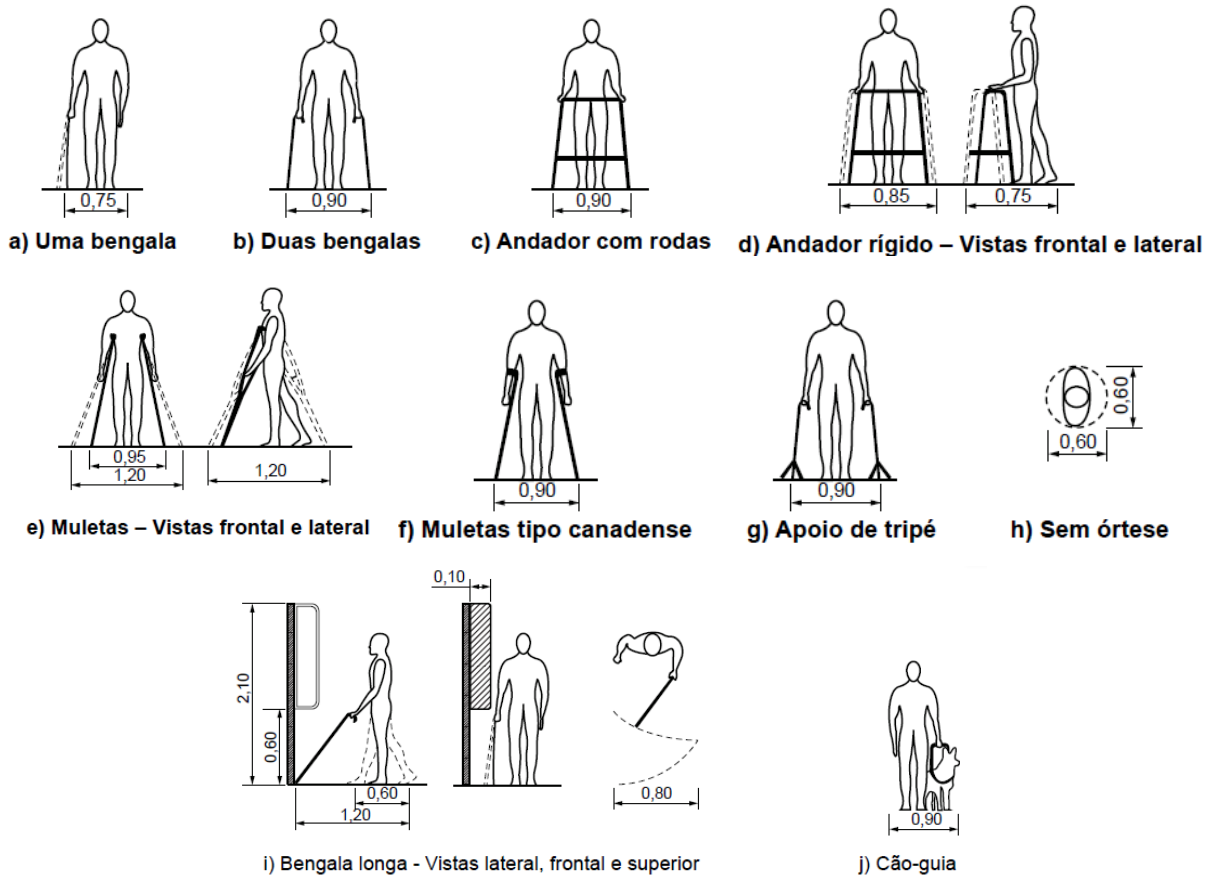 0,75
0,90
0,90
0,85
0,75
a) Uma bengala
b) Duas bengalas
c) Andador com rodas
d) Andador rígido – Vistas frontal e lateral
0,95
1,20
1,20
0,90
0,90
0,60
0,60
e) Muletas – Vistas frontal e lateral
f) Muletas tipo canadense
g) Apoio de tripé
h) Sem órtese
0,10
2,10
0,60
0,60
1,20
0,80
0,90
i) Bengala longa - Vistas lateral, frontal e superior
j) Cão-guia